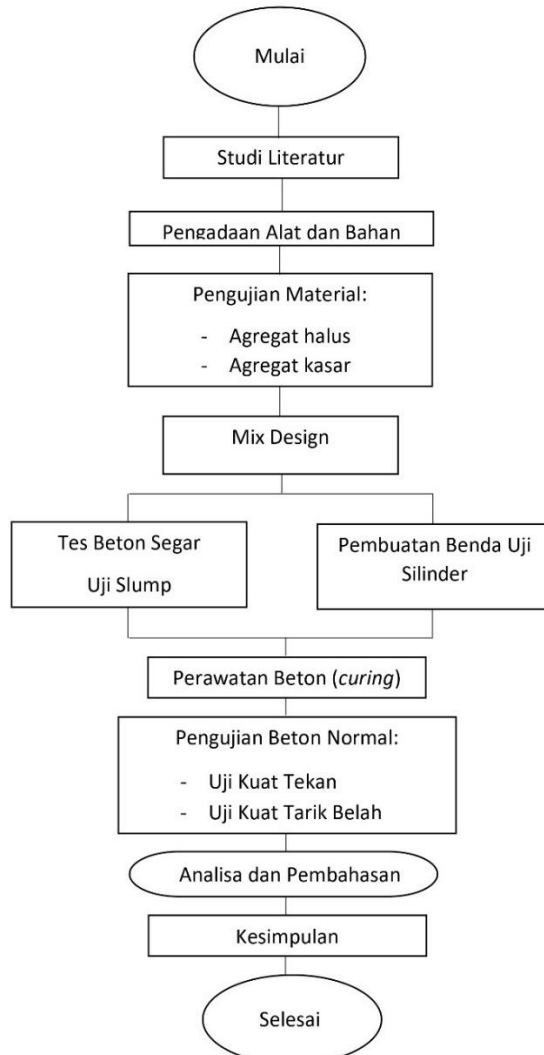 Mulai
Studi Literatur
Pengadaan Alat dan Bahan
Pengujian Material:
- Agregat halus
- Agregat kasar
Mix Design
Tes Beton Segar
Uji Slump
Pembuatan Benda Uji
Silinder
Perawatan Beton (curing)
Pengujian Beton Normal:
- Uji Kuat Tekan
- Uji Kuat Tarik Belah
Analisa dan Pembahasan
Kesimpulan
Selesai